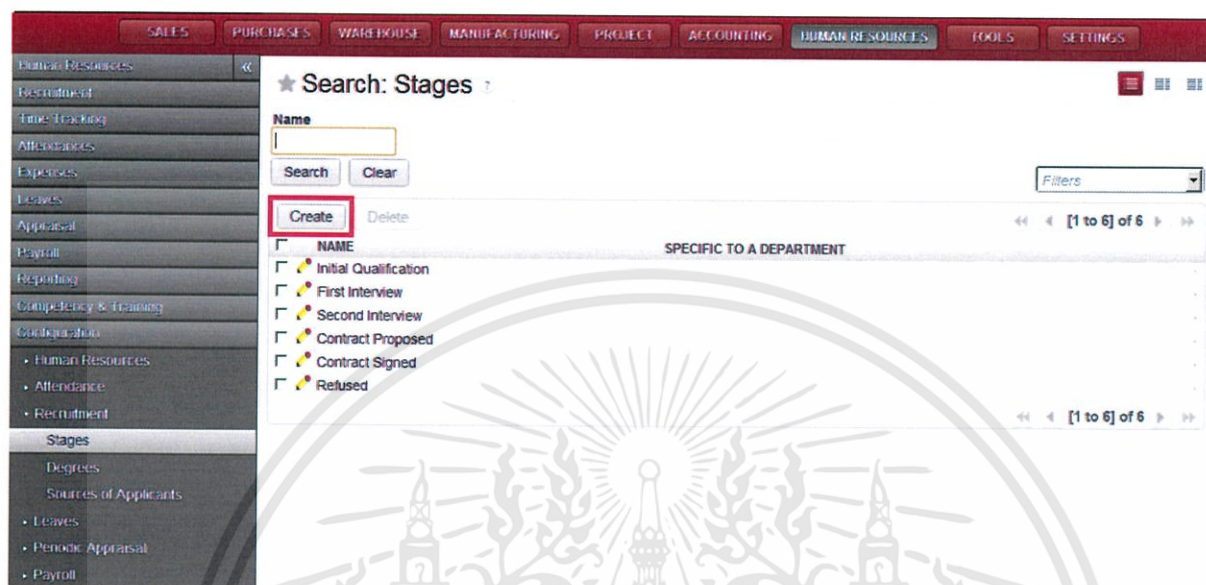 SALES PURCHASES WAREHOUSE MANUFACTURING PROJECT ACCOUNTING HUMAN RESOURCES TOOLS SETTINGS
Human Resources «
Recruitment
Time Tracking
Attendances
Expenses
Leaves
Appraisal
Payroll
Reporting
Competency & Training
Configuration
• Human Resources
• Attendance
• Recruitment
Stages
Degrees
Sources of Applicants
• Leaves
• Periodic Appraisal
• Payroll
Search: Stages ?
Name
Search Clear
Filters
Create Delete
[1 to 6] of 6
NAME SPECIFIC TO A DEPARTMENT
Initial Qualification
First Interview
Second Interview
Contract Proposed
Contract Signed
Refused
[1 to 6] of 6